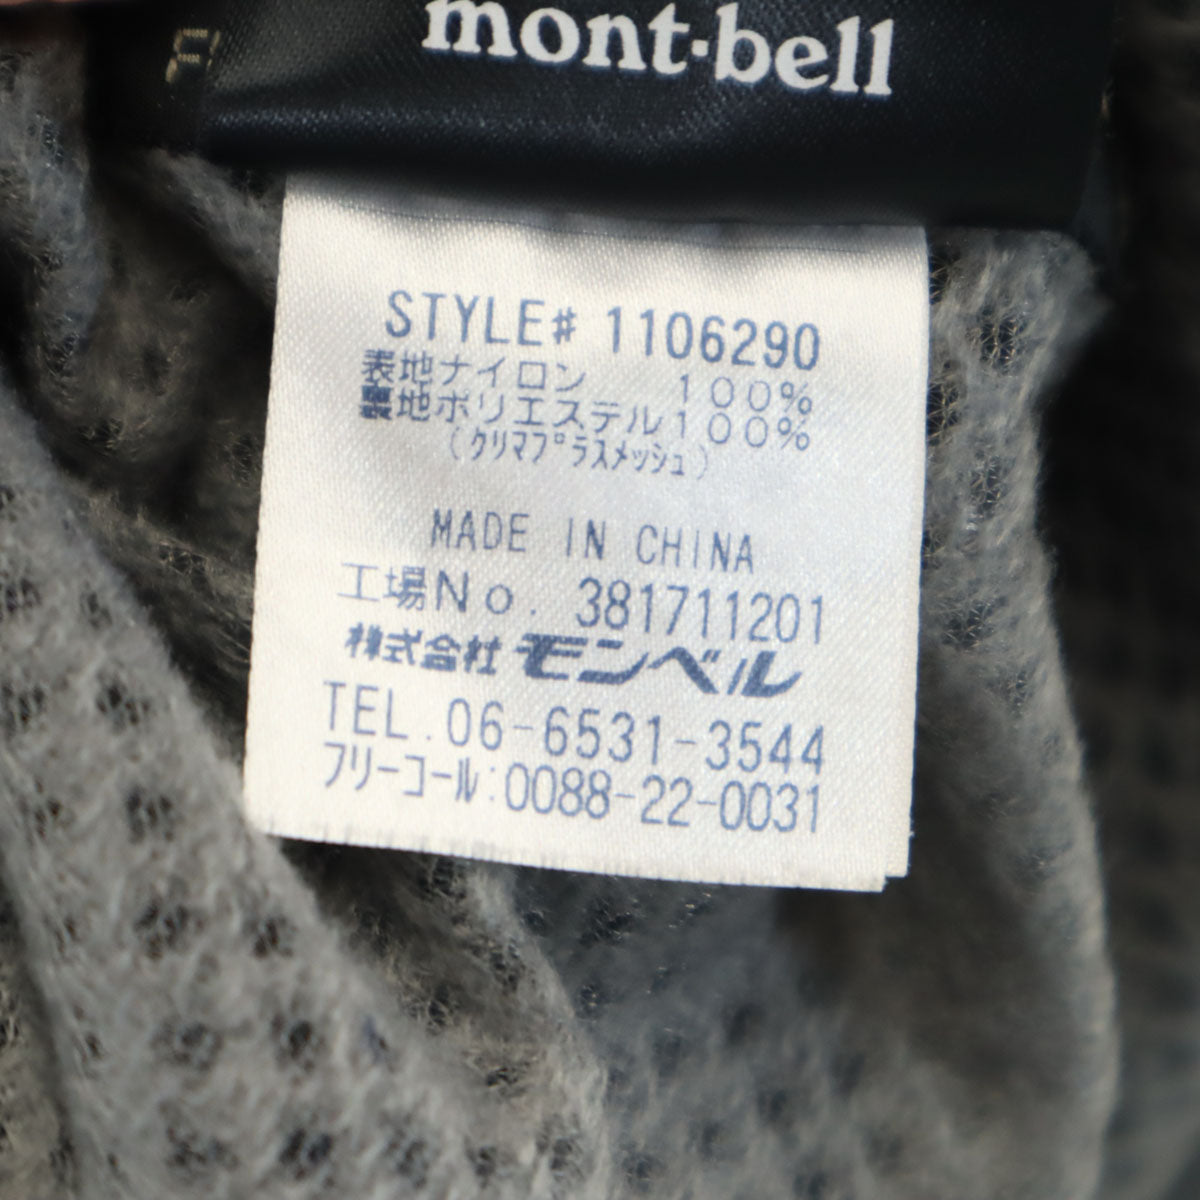 mont-bell
STYLE# 1106290
表地ナイロン 100%
裏地ポリエステル100%
(クリマプラスメッシュ)
MADE IN CHINA
工場No. 381711201
株式会社 モンベル
TEL.06-6531-3544
フリーコール:0088-22-0031